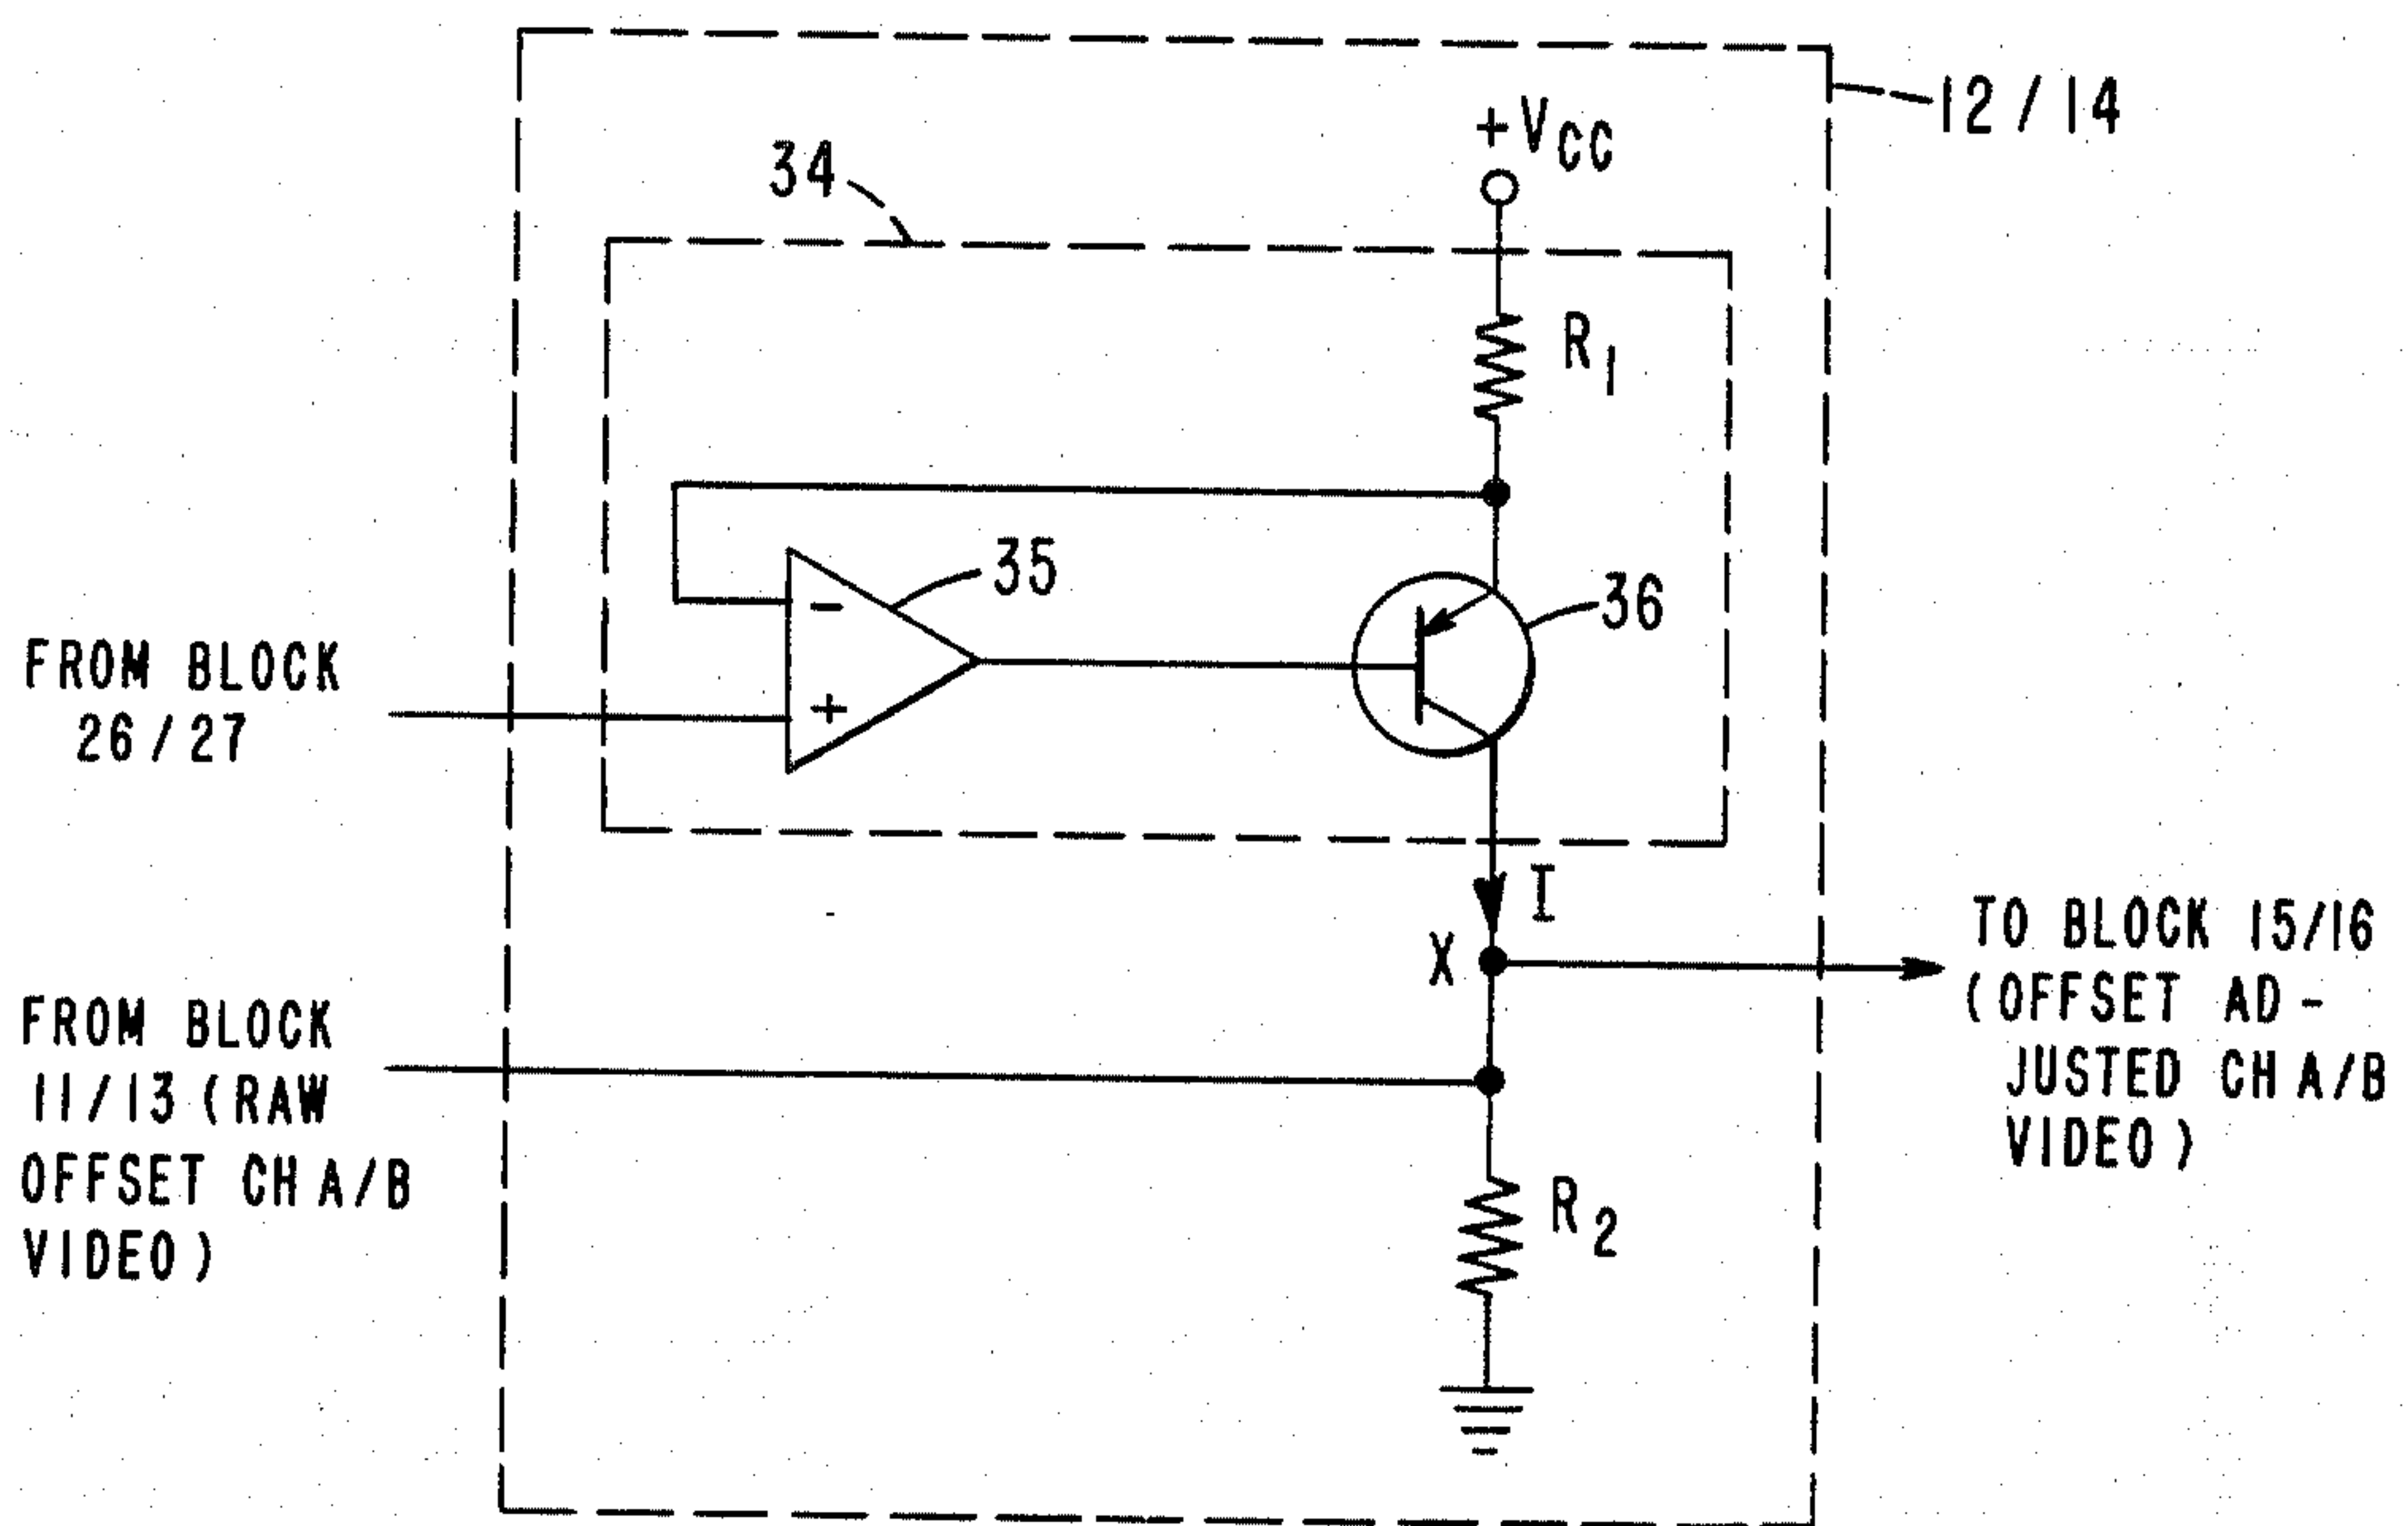 12/14
+VCC
34
R1
35
36
-
+
FROM BLOCK
26/27
I
X
TO BLOCK 15/16
(OFFSET AD-
JUSTED CH A/B
VIDEO)
FROM BLOCK
11/13 (RAW
OFFSET CH A/B
VIDEO)
R2